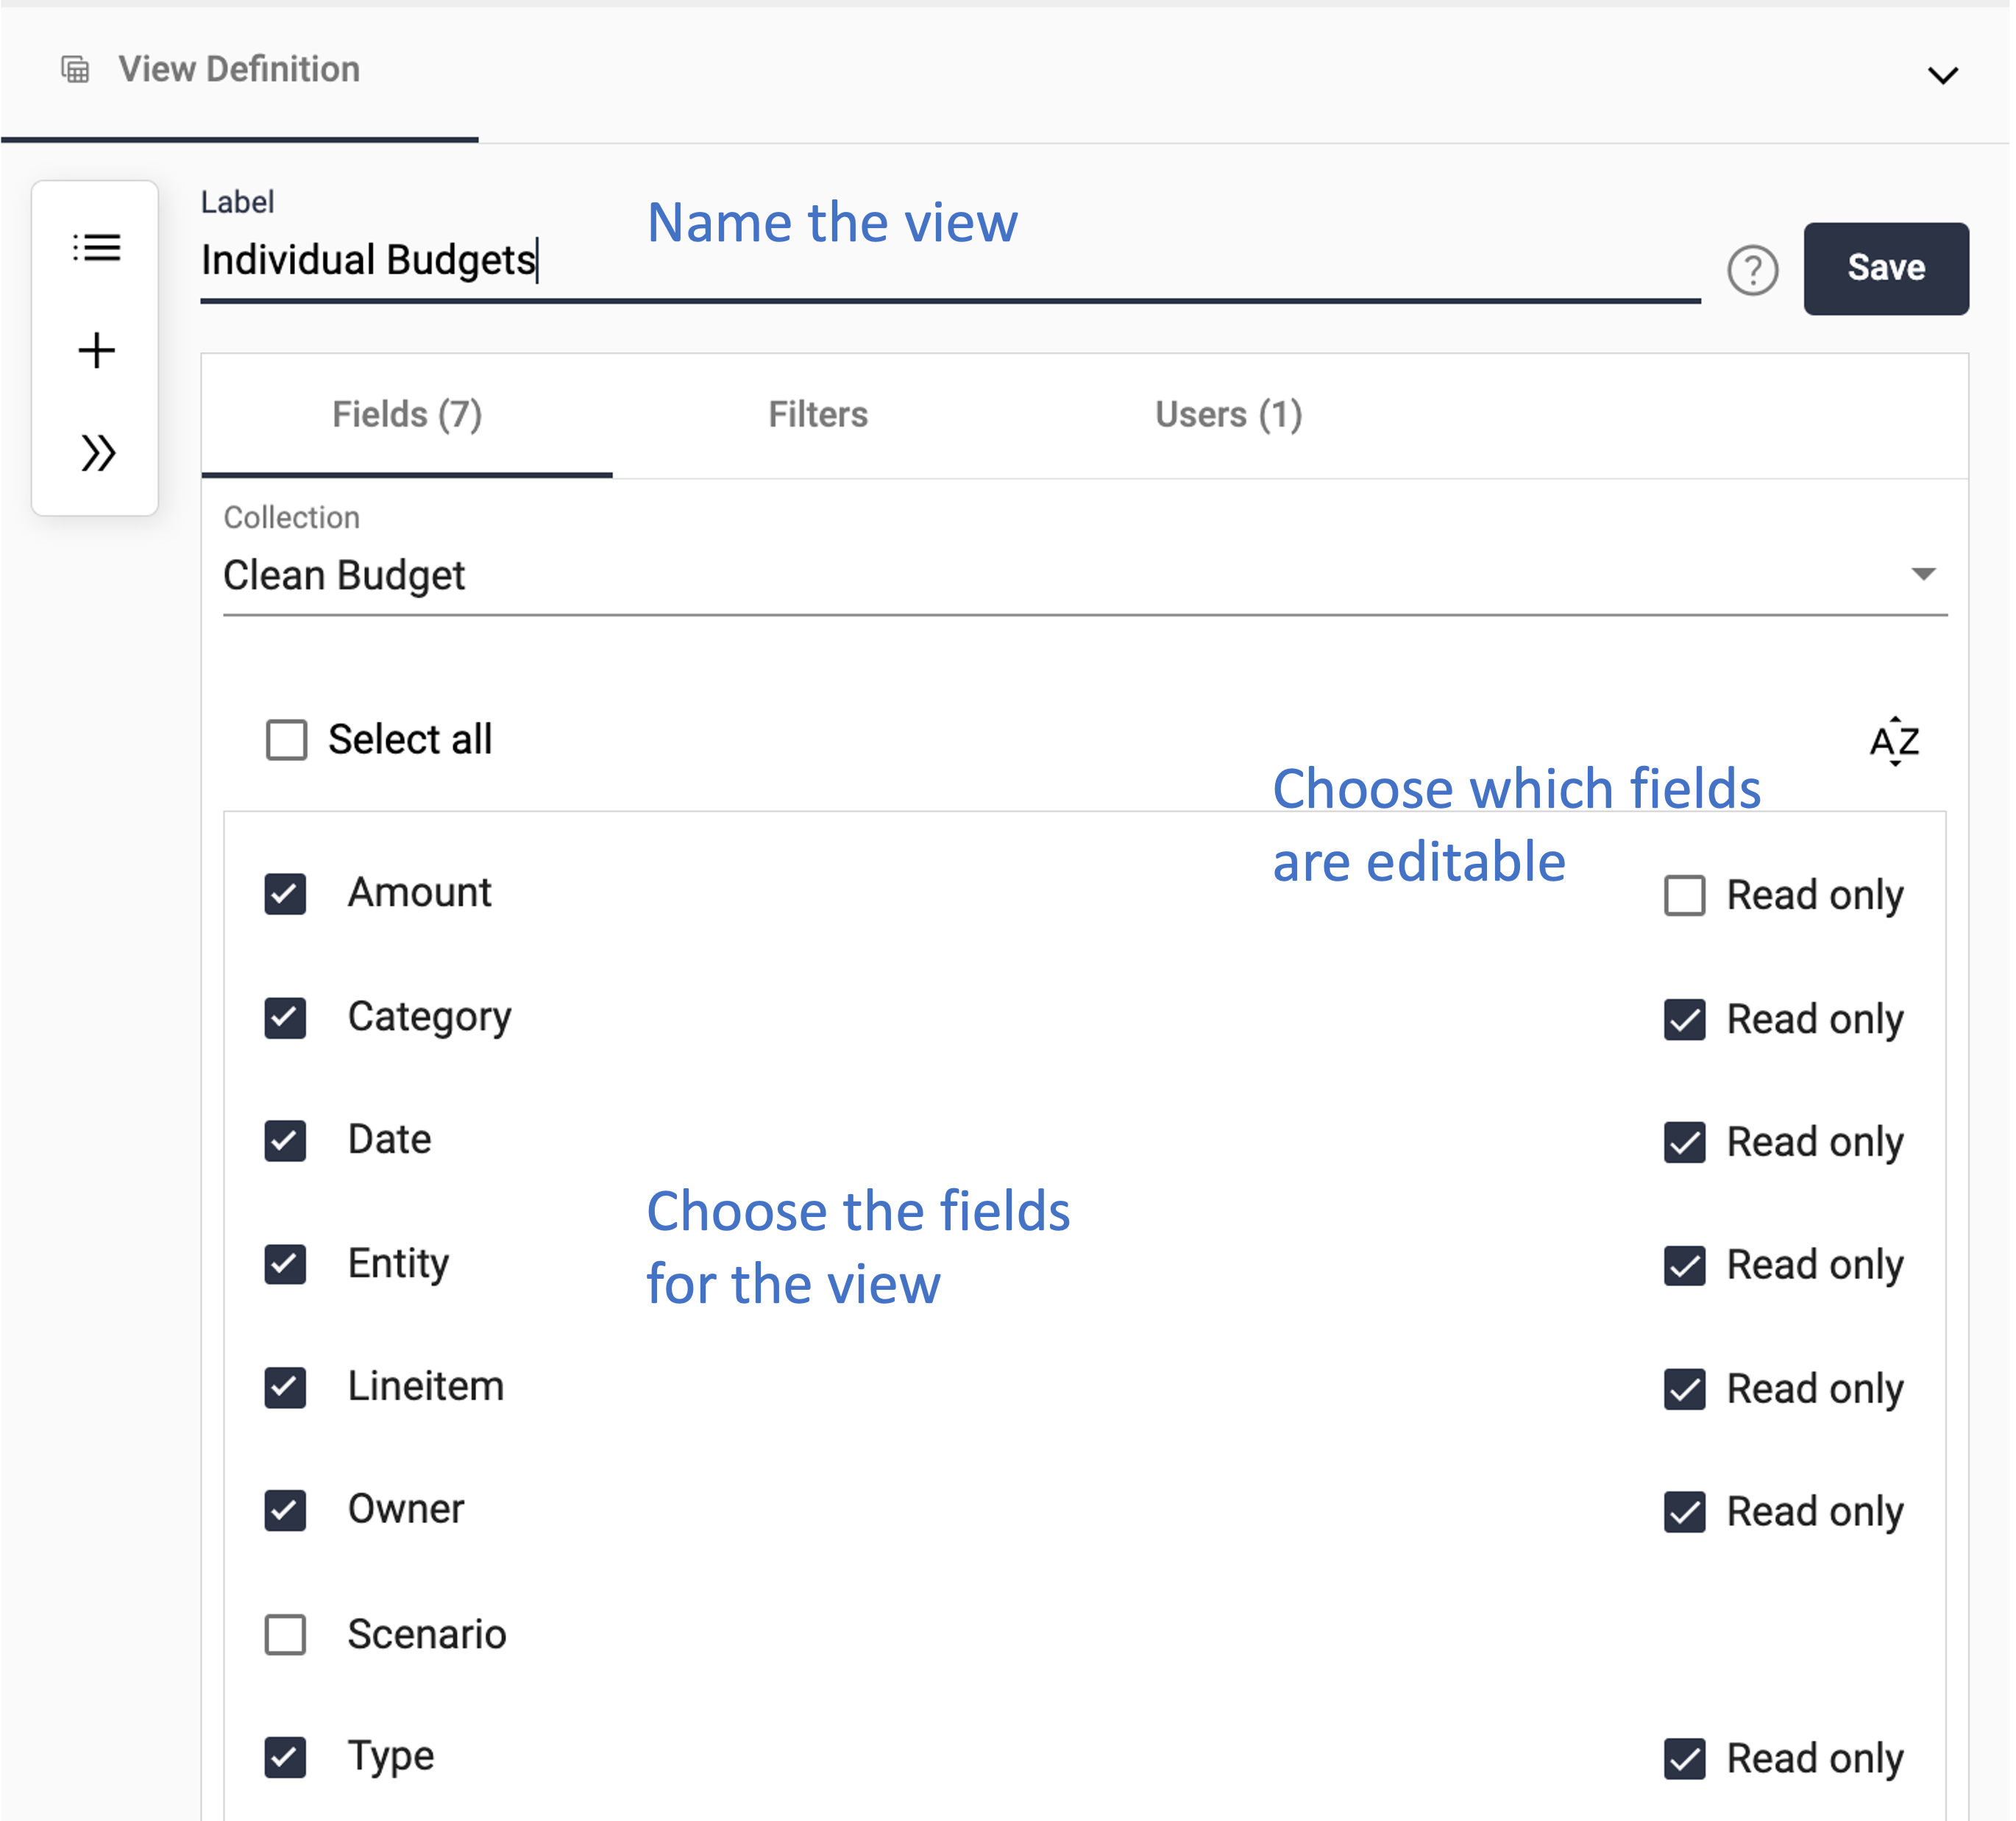 View Definition
Label
Name the view
Individual Budgets
?
Save
Fields (7)
Filters
Users (1)
Collection
Clean Budget
Select all
AZ
Choose which fields
are editable
Amount
Read only
Category
Read only
Date
Read only
Choose the fields
for the view
Entity
Read only
Lineitem
Read only
Owner
Read only
Scenario
Type
Read only